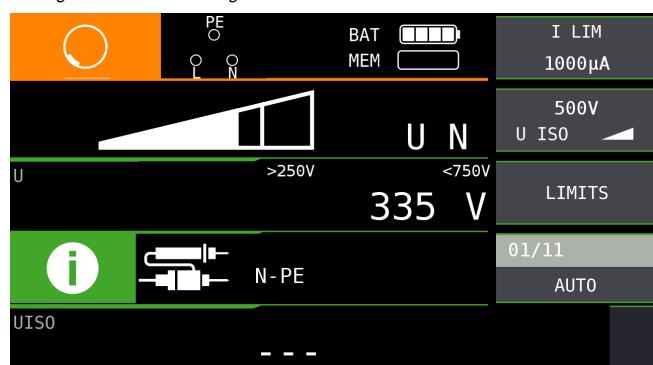 PE
L N
BAT
MEM
I LIM
1000µA
500V
U ISO
U N
U
>250V <750V
335 V
LIMITS
i
N-PE
01/11
AUTO
UISO
---